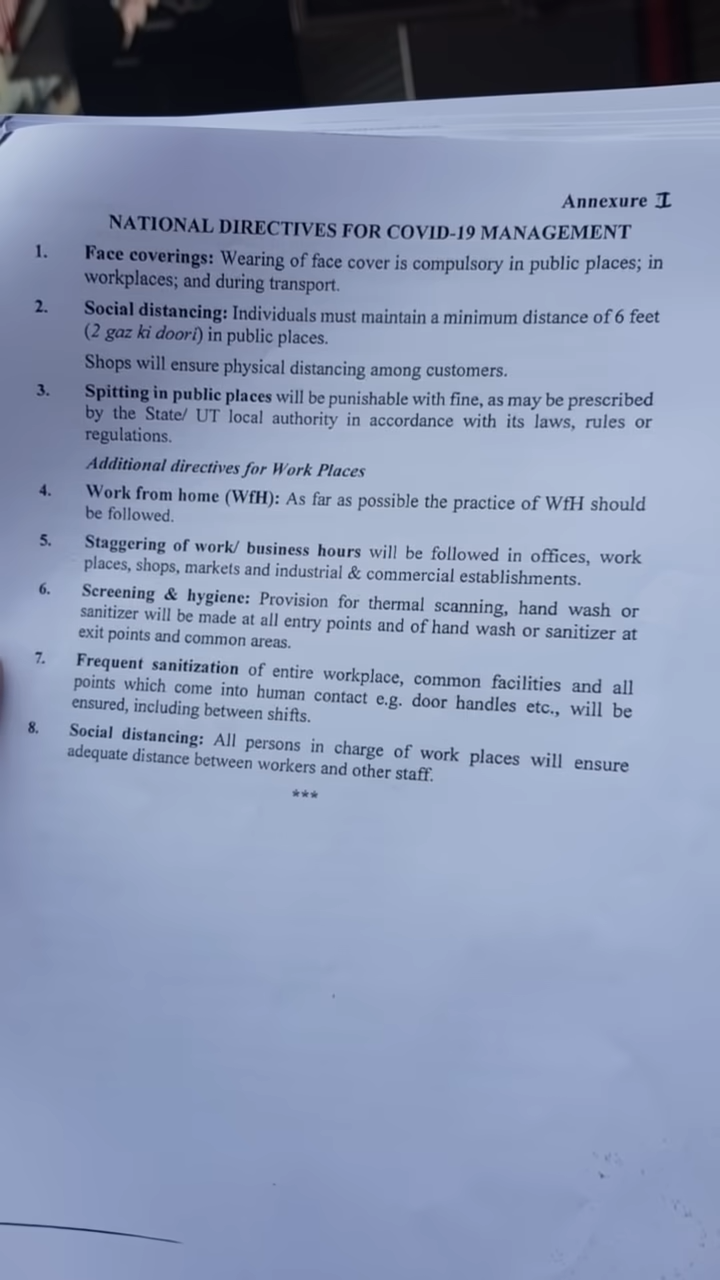 Annexure I
NATIONAL DIRECTIVES FOR COVID-19 MANAGEMENT
1. Face coverings: Wearing of face cover is compulsory in public places; in
workplaces; and during transport.
2. Social distancing: Individuals must maintain a minimum distance of 6 feet
(2 gaz ki doori) in public places.
Shops will ensure physical distancing among customers.
3. Spitting in public places will be punishable with fine, as may be prescribed
by the State/ UT local authority in accordance with its laws, rules or
regulations.
Additional directives for Work Places
4. Work from home (WfH): As far as possible the practice of WfH should
be followed.
5. Staggering of work/ business hours will be followed in offices, work
places, shops, markets and industrial & commercial establishments.
6. Screening & hygiene: Provision for thermal scanning, hand wash or
sanitizer will be made at all entry points and of hand wash or sanitizer at
exit points and common areas.
7. Frequent sanitization of entire workplace, common facilities and all
points which come into human contact e.g. door handles etc., will be
ensured, including between shifts.
8. Social distancing: All persons in charge of work places will ensure
adequate distance between workers and other staff.
***